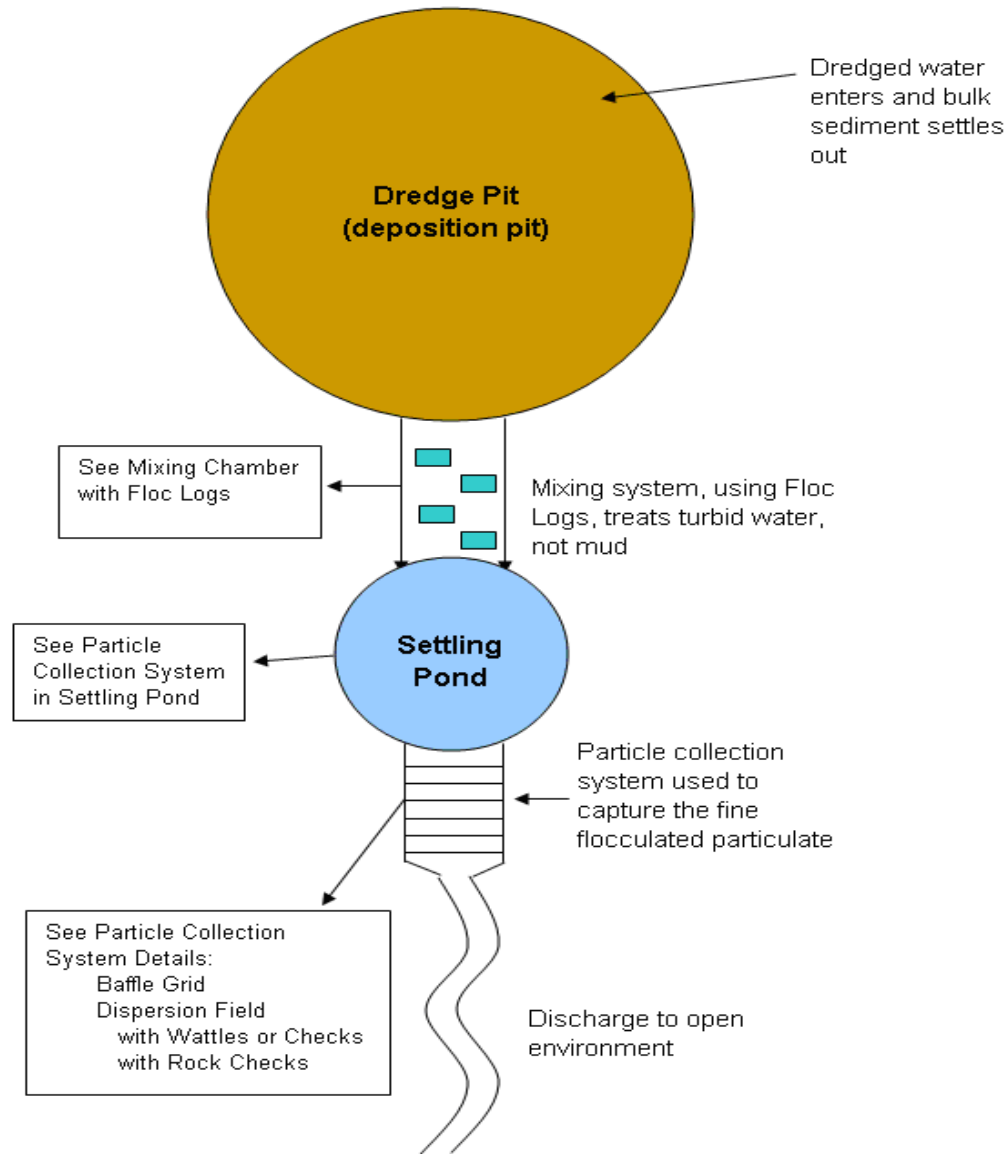 Dredged water
enters and bulk
sediment settles
out
Dredge Pit
(deposition pit)
See Mixing Chamber
with Floc Logs
Mixing system, using Floc
Logs, treats turbid water,
not mud
See Particle
Collection System
in Settling Pond
Settling
Pond
Particle collection
system used to
capture the fine
flocculated particulate
See Particle Collection
System Details:
Baffle Grid
Dispersion Field
with Wattles or Checks
with Rock Checks
Discharge to open
environment